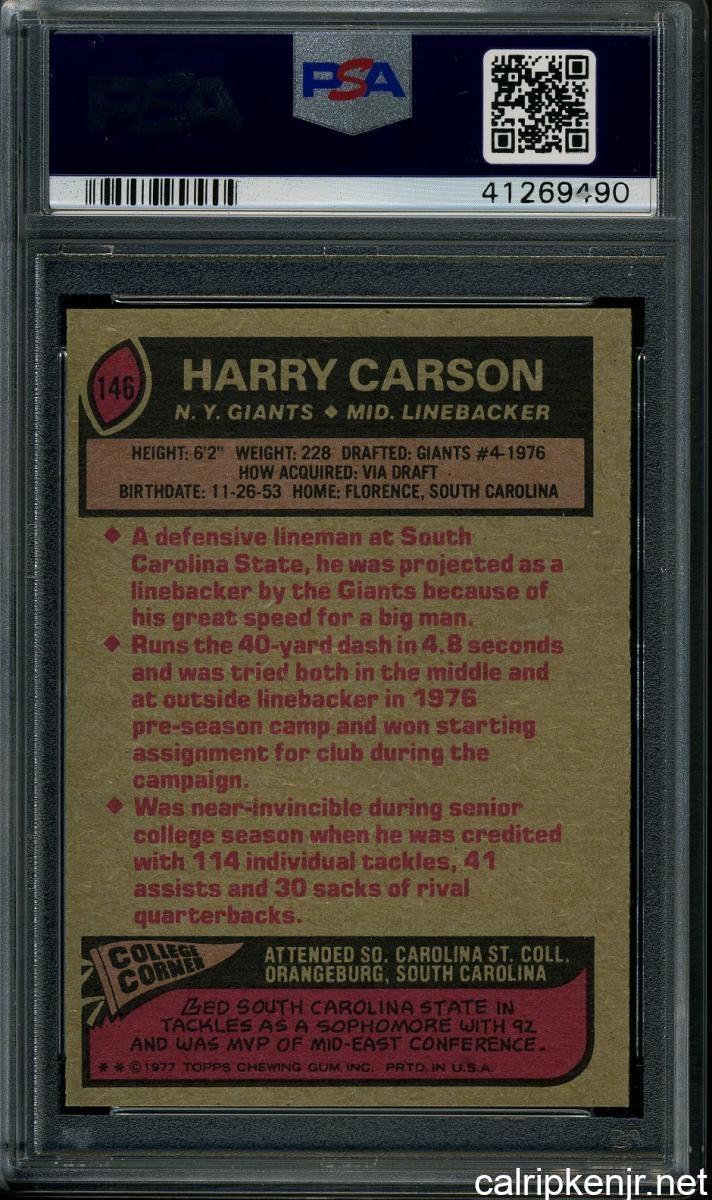 PSA
PSA
41269490
146
HARRY CARSON
N. Y. GIANTS ♦ MID. LINEBACKER
HEIGHT: 6'2" WEIGHT: 228 DRAFTED: GIANTS #4-1976
HOW ACQUIRED: VIA DRAFT
BIRTHDATE: 11-26-53 HOME: FLORENCE, SOUTH CAROLINA
♦ A defensive lineman at South
Carolina State, he was projected as a
linebacker by the Giants because of
his great speed for a big man.
♦ Runs the 40-yard dash in 4.8 seconds
and was tried both in the middle and
at outside linebacker in 1976
pre-season camp and won starting
assignment for club during the
campaign.
♦ Was near-invincible during senior
college season when he was credited
with 114 individual tackles, 41
assists and 30 sacks of rival
quarterbacks.
COLLEGE
CORNER
ATTENDED SO. CAROLINA ST. COLL.
ORANGEBURG, SOUTH CAROLINA
LED SOUTH CAROLINA STATE IN
TACKLES AS A SOPHOMORE WITH 92
AND WAS MVP OF MID-EAST CONFERENCE.
** © 1977 TOPPS CHEWING GUM, INC. PRTD. IN U.S.A.
calripkenjr.net